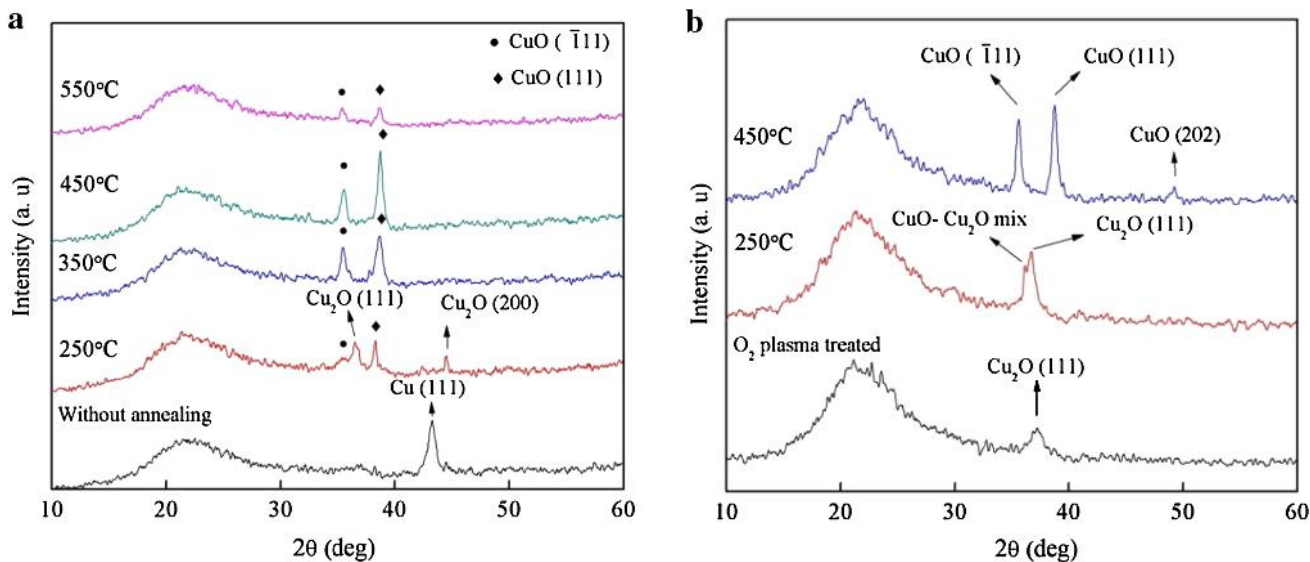 a
● CuO ( 1̅11)
◆ CuO (111)
550°C
450°C
350°C
Cu₂O (111)
Cu₂O (200)
250°C
Cu (111)
Without annealing
Intensity (a. u)
10 20 30 40 50 60
2θ (deg)
b
CuO ( 1̅11)
CuO (111)
450°C
CuO (202)
CuO- Cu₂O mix
Cu₂O (111)
250°C
O₂ plasma treated
Cu₂O (111)
Intensity (a. u)
10 20 30 40 50 60
2θ (deg)